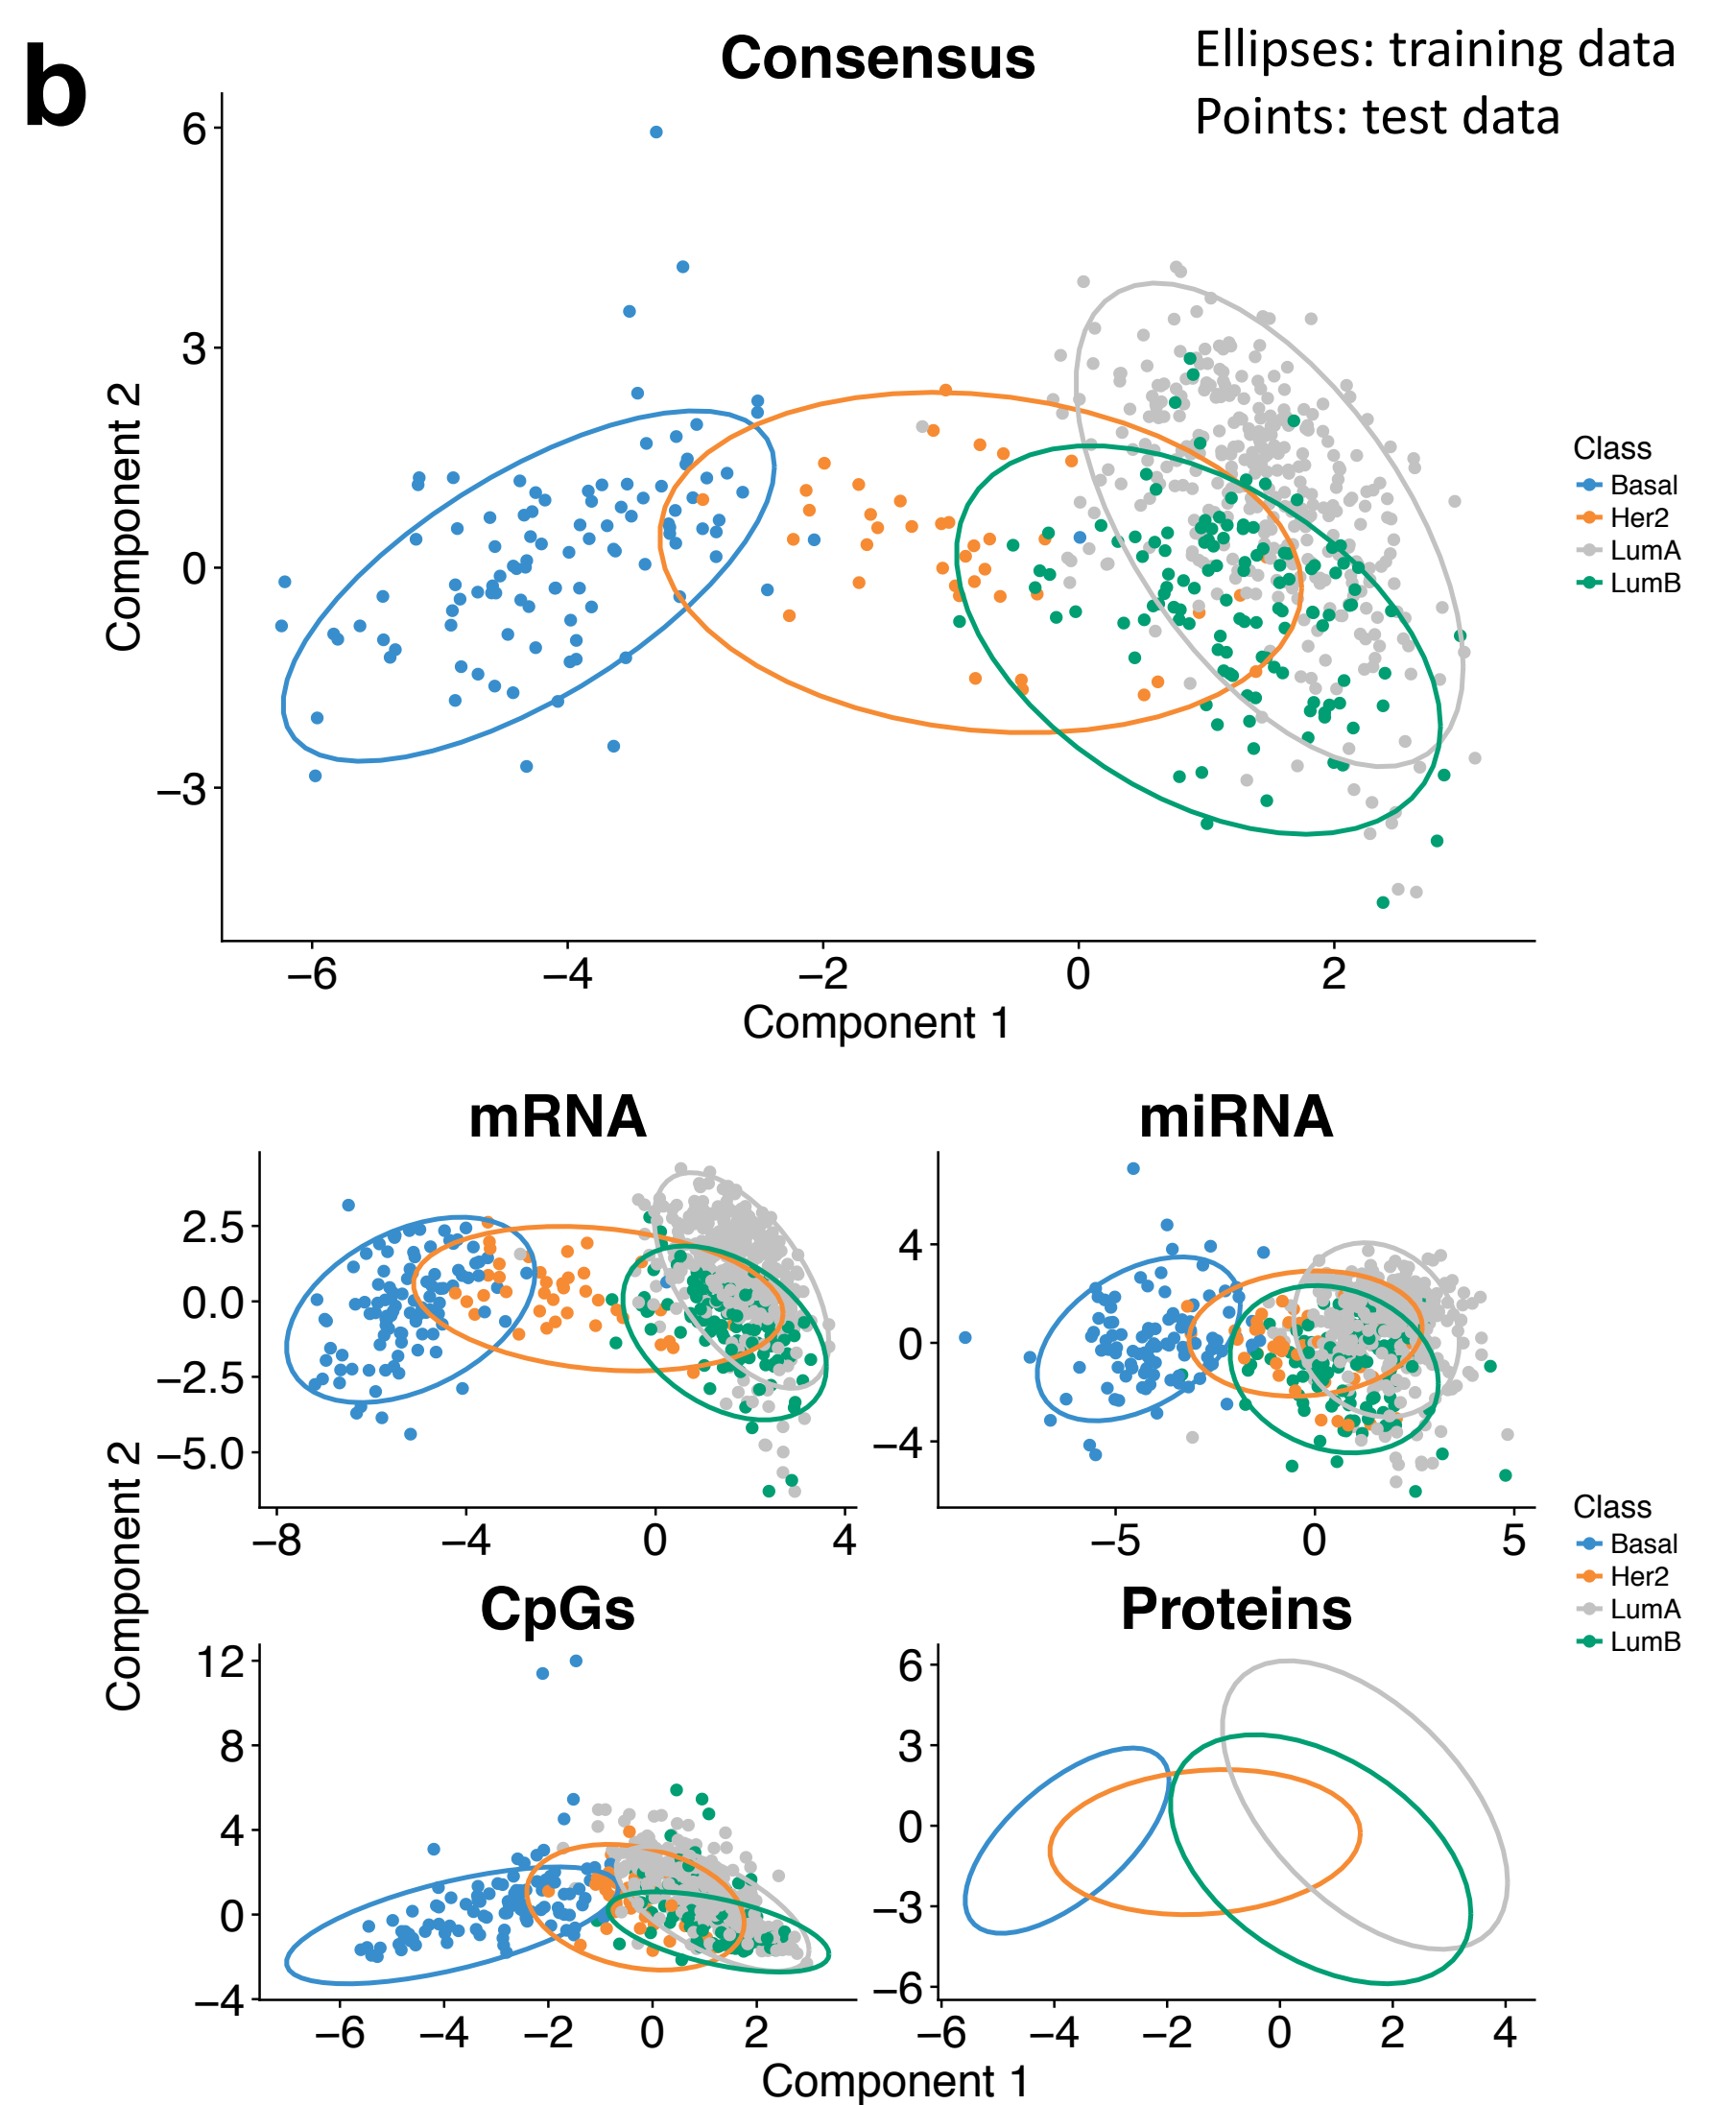 b
Consensus
Ellipses: training data
Points: test data
6
3
0
−3
Component 2
−6 −4 −2 0 2
Component 1
Class
Basal
Her2
LumA
LumB
mRNA
2.5
0.0
−2.5
−5.0
−8 −4 0 4
miRNA
4
0
−4
−5 0 5
Component 2
Class
Basal
Her2
LumA
LumB
CpGs
12
8
4
0
−4
−6 −4 −2 0 2
Proteins
6
3
0
−3
−6
−6 −4 −2 0 2 4
Component 1